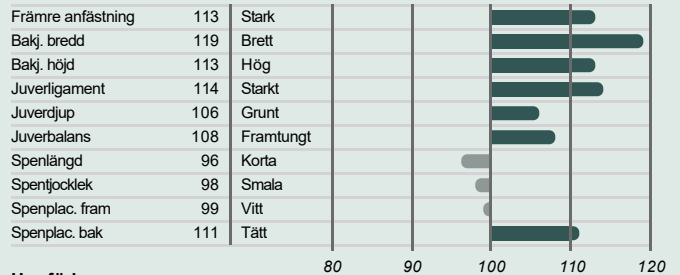 Främre anfästning 113 Stark
Bakj. bredd 119 Brett
Bakj. höjd 113 Hög
Juverligament 114 Starkt
Juverdjup 106 Grunt
Juverbalans 108 Framtungt
Spenlängd 96 Korta
Spentjocklek 98 Smala
Spenplac. fram 99 Vitt
Spenplac. bak 111 Tätt
80 90 100 110 120